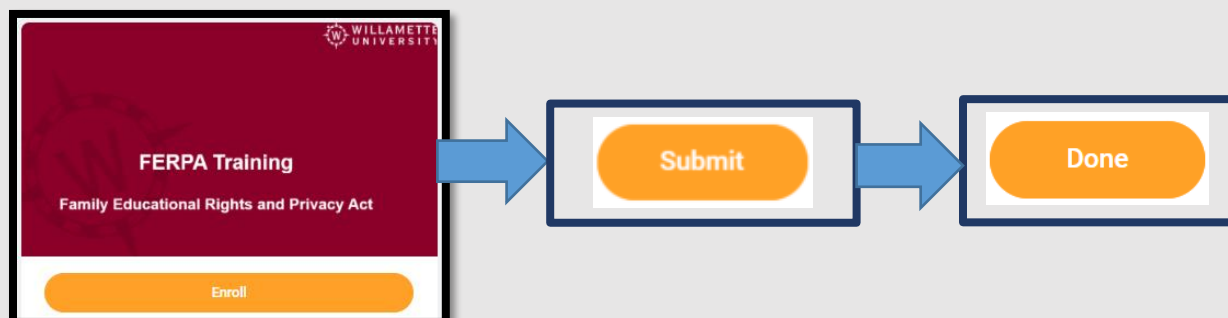 WILLAMETTE
UNIVERSITY
FERPA Training
Family Educational Rights and Privacy Act
Enroll
Submit
Done